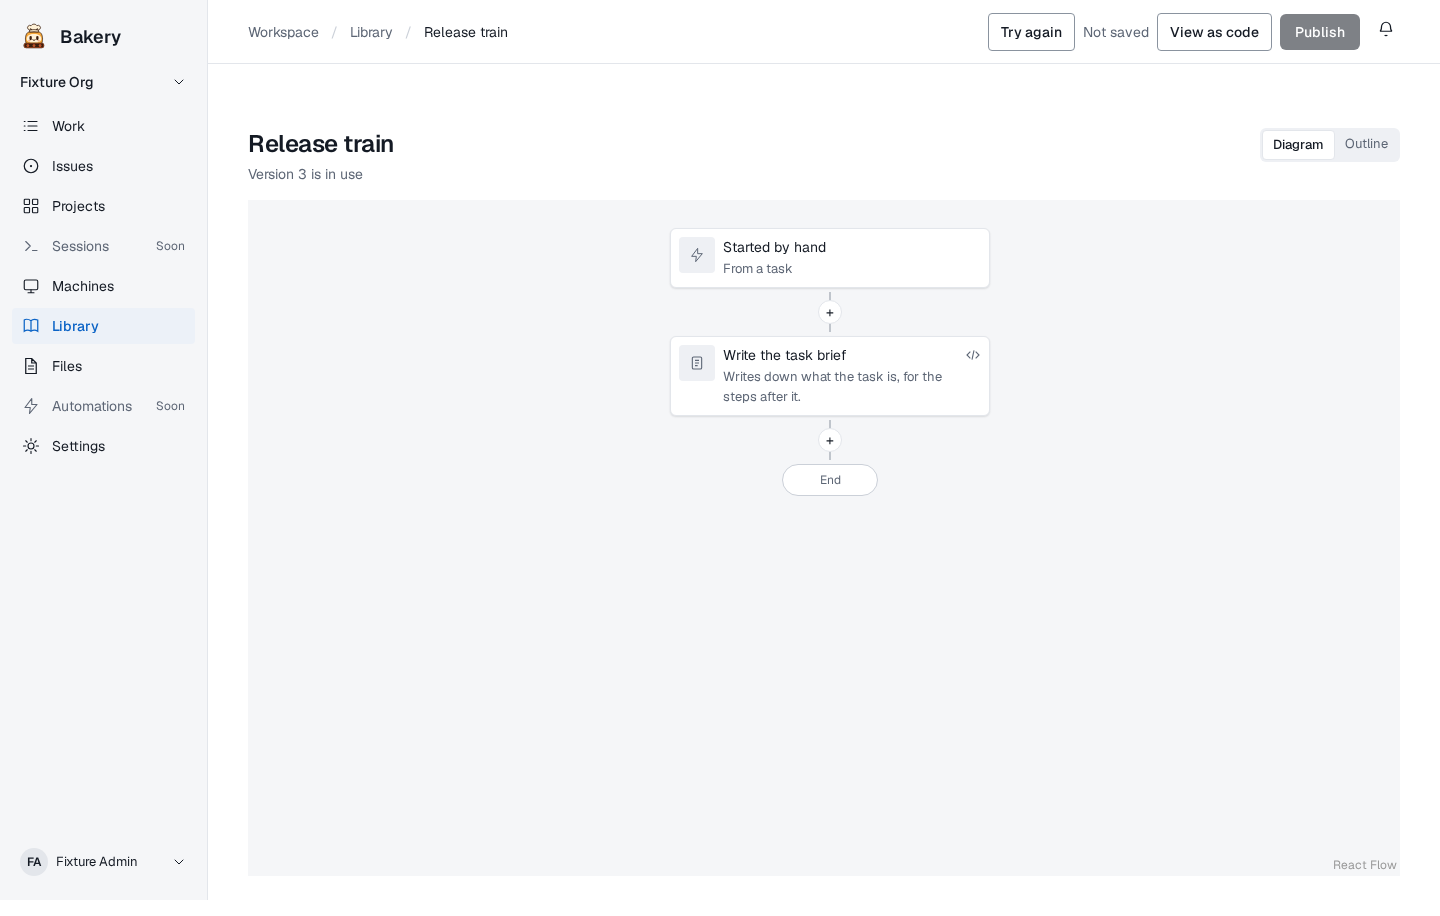 Bakery
Fixture Org
Work
Issues
Projects
Sessions Soon
Machines
Library
Files
Automations Soon
Settings
FA Fixture Admin
Workspace / Library / Release train
Try again Not saved View as code Publish
Release train
Version 3 is in use
Diagram Outline
Started by hand
From a task
+
Write the task brief
Writes down what the task is, for the
steps after it.
+
End
React Flow